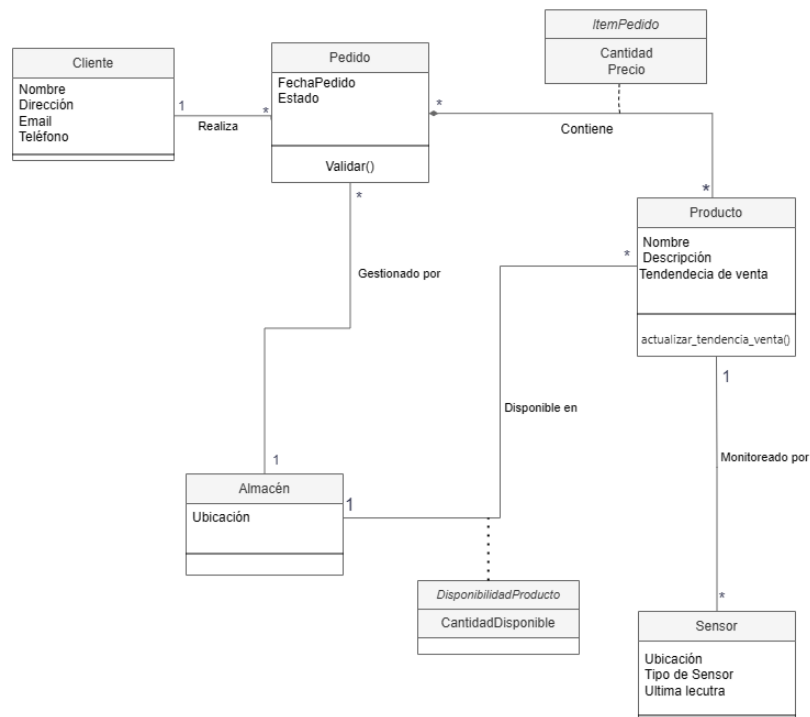 ItemPedido
Cantidad
Precio
Cliente
Nombre
Dirección
Email
Teléfono
1
Realiza
*
Pedido
FechaPedido
Estado
Validar()
*
Contiene
*
*
Gestionado por
1
Producto
Nombre
Descripción
Tendendecia de venta
actualizar_tendencia_venta()
*
Disponible en
1
1
Monitoreado por
*
Almacén
Ubicación
DisponibilidadProducto
CantidadDisponible
Sensor
Ubicación
Tipo de Sensor
Ultima lecutra